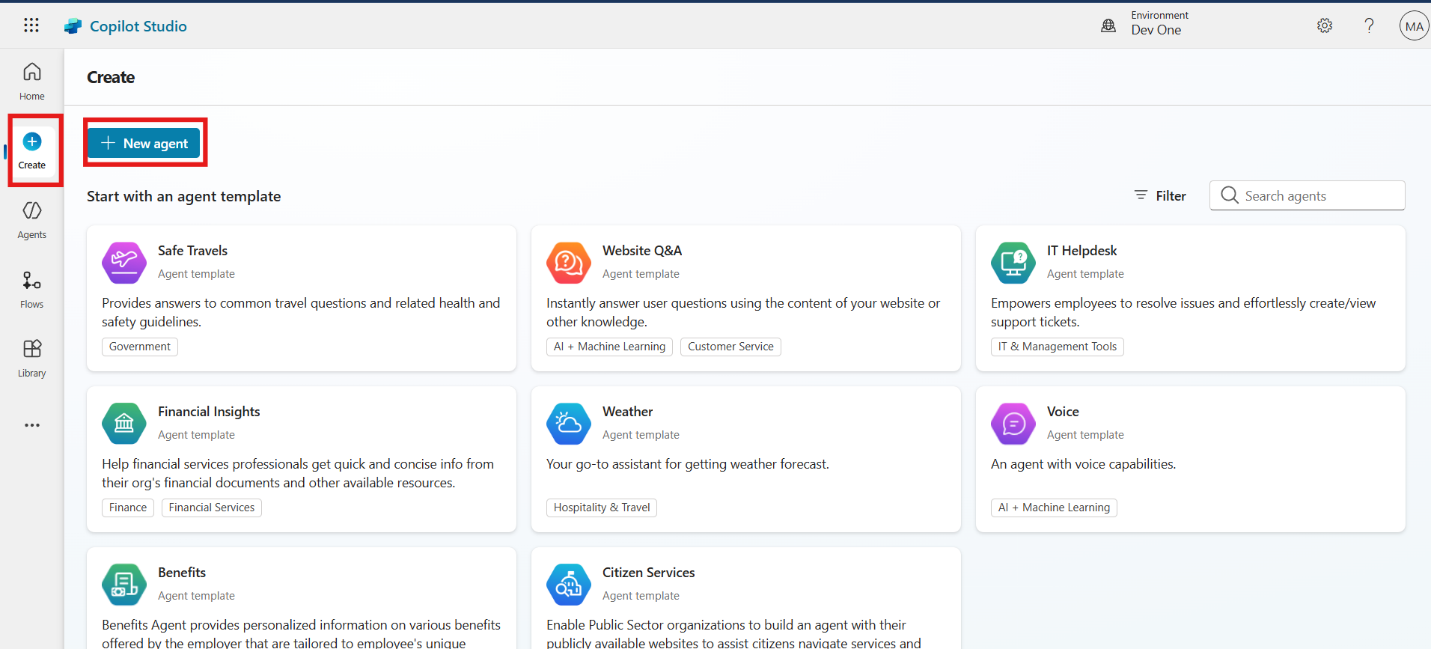 Copilot Studio
Environment
Dev One
MA
Home
Create
Agents
Flows
Library
Create
New agent
Start with an agent template
Filter
Search agents
Safe Travels
Agent template
Provides answers to common travel questions and related health and
safety guidelines.
Government
Website Q&A
Agent template
Instantly answer user questions using the content of your website or
other knowledge.
AI + Machine Learning
Customer Service
IT Helpdesk
Agent template
Empowers employees to resolve issues and effortlessly create/view
support tickets.
IT & Management Tools
Financial Insights
Agent template
Help financial services professionals get quick and concise info from
their org's financial documents and other available resources.
Finance
Financial Services
Weather
Agent template
Your go-to assistant for getting weather forecast.
Hospitality & Travel
Voice
Agent template
An agent with voice capabilities.
AI + Machine Learning
Benefits
Agent template
Benefits Agent provides personalized information on various benefits
offered by the employer that are tailored to employee's unique
Citizen Services
Agent template
Enable Public Sector organizations to build an agent with their
publicly available websites to assist citizens navigate services and